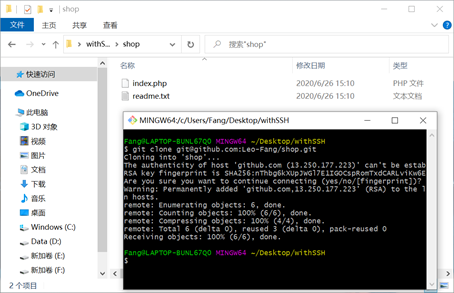 shop
文件 主页 共享 查看
withS... shop 搜索"shop"
名称 修改日期 类型
快速访问
OneDrive
此电脑
3D 对象
视频
图片
文档
下载
音乐
桌面
Windows (C:)
Data (D:)
新加卷 (E:)
新加卷 (F:)
2 个项目
index.php 2020/6/26 15:10 PHP 文件
readme.txt 2020/6/26 15:10 文本文档
MINGW64:/c/Users/Fang/Desktop/withSSH
Fang@LAPTOP-BUNL67QO MINGW64 ~/Desktop/withSSH
$ git clone git@github.com:Leo-Fang/shop.git
Cloning into 'shop'...
The authenticity of host 'github.com (13.250.177.223)' can't be estab
RSA key fingerprint is SHA256:nThbg6kXUpJWGl7E1IGOCspRomTxdCARLviKw6E
Are you sure you want to continue connecting (yes/no/[fingerprint])?
Warning: Permanently added 'github.com,13.250.177.223' (RSA) to the l
n hosts.
remote: Enumerating objects: 6, done.
remote: Counting objects: 100% (6/6), done.
remote: Compressing objects: 100% (4/4), done.
remote: Total 6 (delta 0), reused 3 (delta 0), pack-reused 0
Receiving objects: 100% (6/6), done.
Fang@LAPTOP-BUNL67QO MINGW64 ~/Desktop/withSSH
$